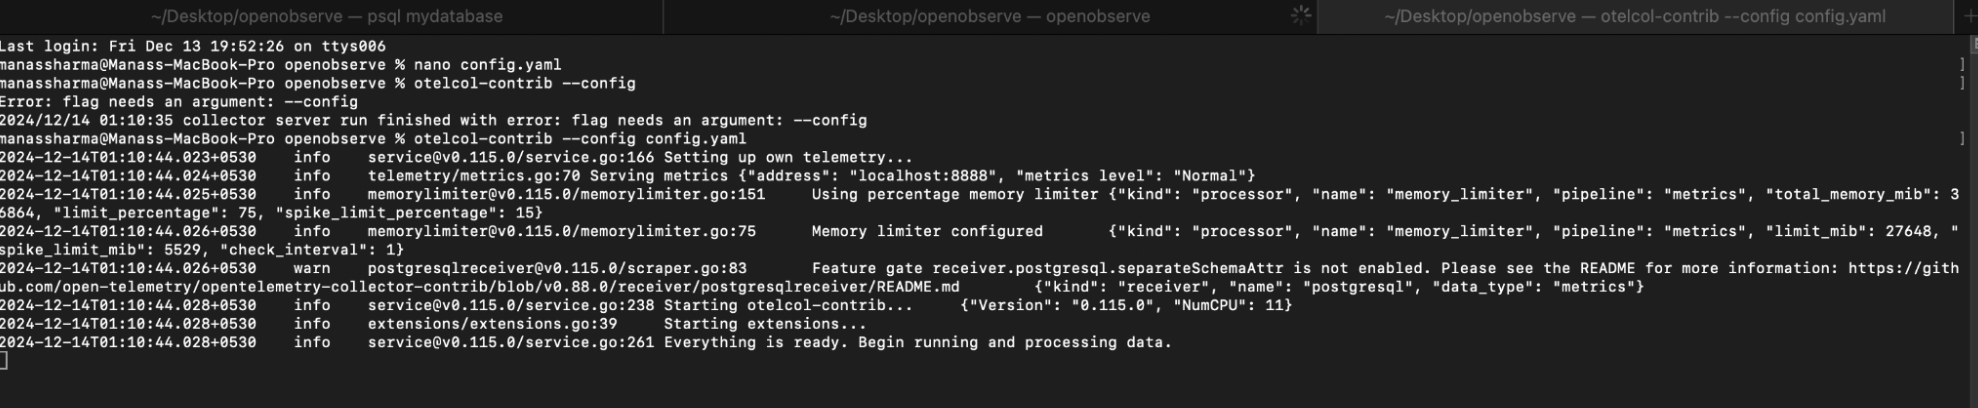 ~/Desktop/openobserve — psql mydatabase
~/Desktop/openobserve — openobserve
~/Desktop/openobserve — otelcol-contrib --config config.yaml
Last login: Fri Dec 13 19:52:26 on ttys006
manassharma@Manass-MacBook-Pro openobserve % nano config.yaml
manassharma@Manass-MacBook-Pro openobserve % otelcol-contrib --config
Error: flag needs an argument: --config
2024/12/14 01:10:35 collector server run finished with error: flag needs an argument: --config
manassharma@Manass-MacBook-Pro openobserve % otelcol-contrib --config config.yaml
2024-12-14T01:10:44.023+0530    info    service@v0.115.0/service.go:166 Setting up own telemetry...
2024-12-14T01:10:44.024+0530    info    telemetry/metrics.go:70 Serving metrics {"address": "localhost:8888", "metrics level": "Normal"}
2024-12-14T01:10:44.025+0530    info    memorylimiter@v0.115.0/memorylimiter.go:151     Using percentage memory limiter {"kind": "processor", "name": "memory_limiter", "pipeline": "metrics", "total_memory_mib": 3
6864, "limit_percentage": 75, "spike_limit_percentage": 15}
2024-12-14T01:10:44.026+0530    info    memorylimiter@v0.115.0/memorylimiter.go:75      Memory limiter configured       {"kind": "processor", "name": "memory_limiter", "pipeline": "metrics", "limit_mib": 27648, "
spike_limit_mib": 5529, "check_interval": 1}
2024-12-14T01:10:44.026+0530    warn    postgresqlreceiver@v0.115.0/scraper.go:83       Feature gate receiver.postgresql.separateSchemaAttr is not enabled. Please see the README for more information: https://gith
ub.com/open-telemetry/opentelemetry-collector-contrib/blob/v0.88.0/receiver/postgresqlreceiver/README.md        {"kind": "receiver", "name": "postgresql", "data_type": "metrics"}
2024-12-14T01:10:44.028+0530    info    service@v0.115.0/service.go:238 Starting otelcol-contrib...     {"Version": "0.115.0", "NumCPU": 11}
2024-12-14T01:10:44.028+0530    info    extensions/extensions.go:39     Starting extensions...
2024-12-14T01:10:44.028+0530    info    service@v0.115.0/service.go:261 Everything is ready. Begin running and processing data.